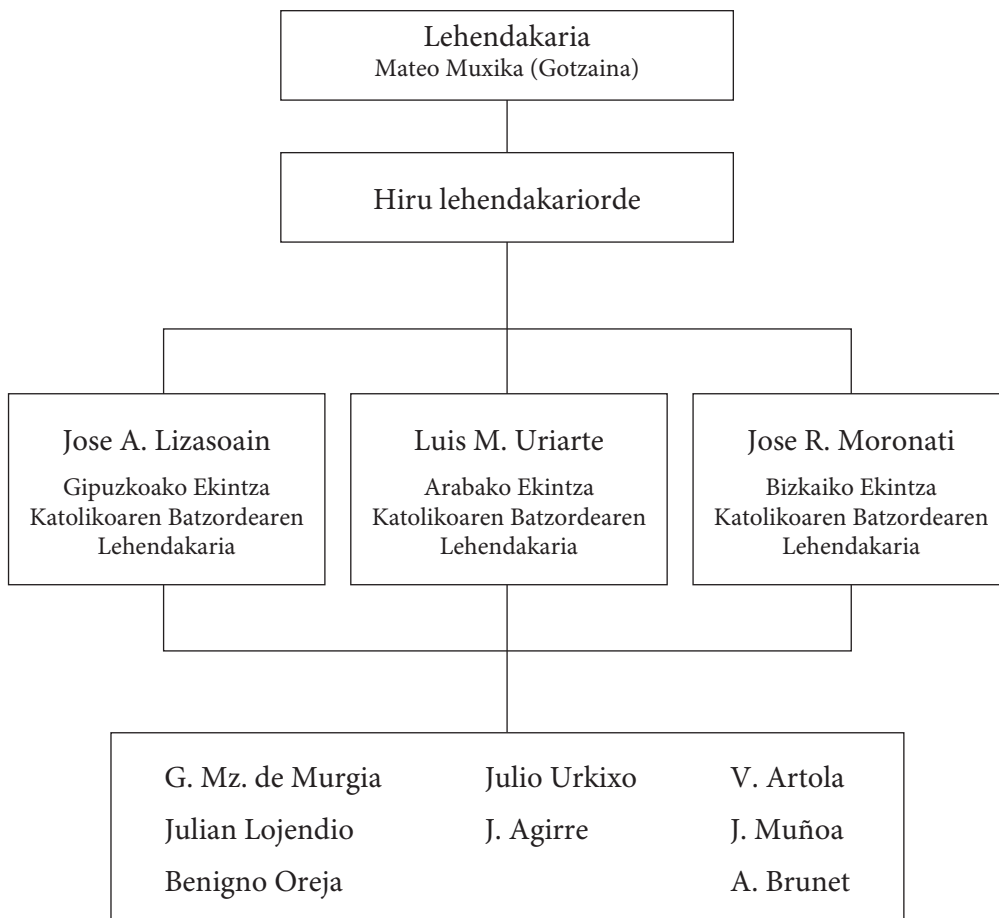 Lehendakaria
Mateo Muxika (Gotzaina)
Hiru lehendakariorde
Jose A. Lizasoain
Gipuzkoako Ekintza
Katolikoaren Batzordearen
Lehendakaria
Luis M. Uriarte
Arabako Ekintza
Katolikoaren Batzordearen
Lehendakaria
Jose R. Moronati
Bizkaiko Ekintza
Katolikoaren Batzordearen
Lehendakaria
G. Mz. de Murgia
Julian Lojendio
Benigno Oreja
Julio Urkixo
J. Agirre
V. Artola
J. Muñoa
A. Brunet